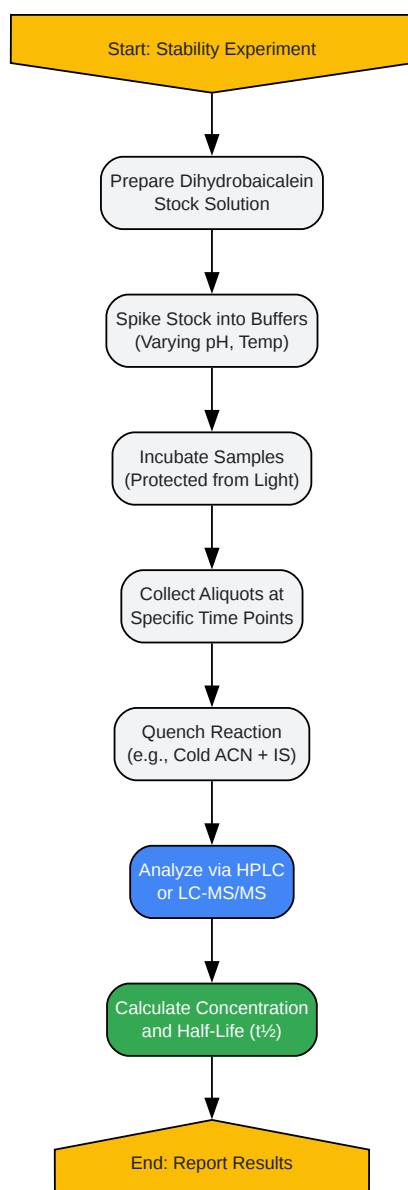 Start: Stability Experiment
Prepare Dihydrobaicalein
Stock Solution
Spike Stock into Buffers
(Varying pH, Temp)
Incubate Samples
(Protected from Light)
Collect Aliquots at
Specific Time Points
Quench Reaction
(e.g., Cold ACN + IS)
Analyze via HPLC
or LC-MS/MS
Calculate Concentration
and Half-Life (t½)
End: Report Results